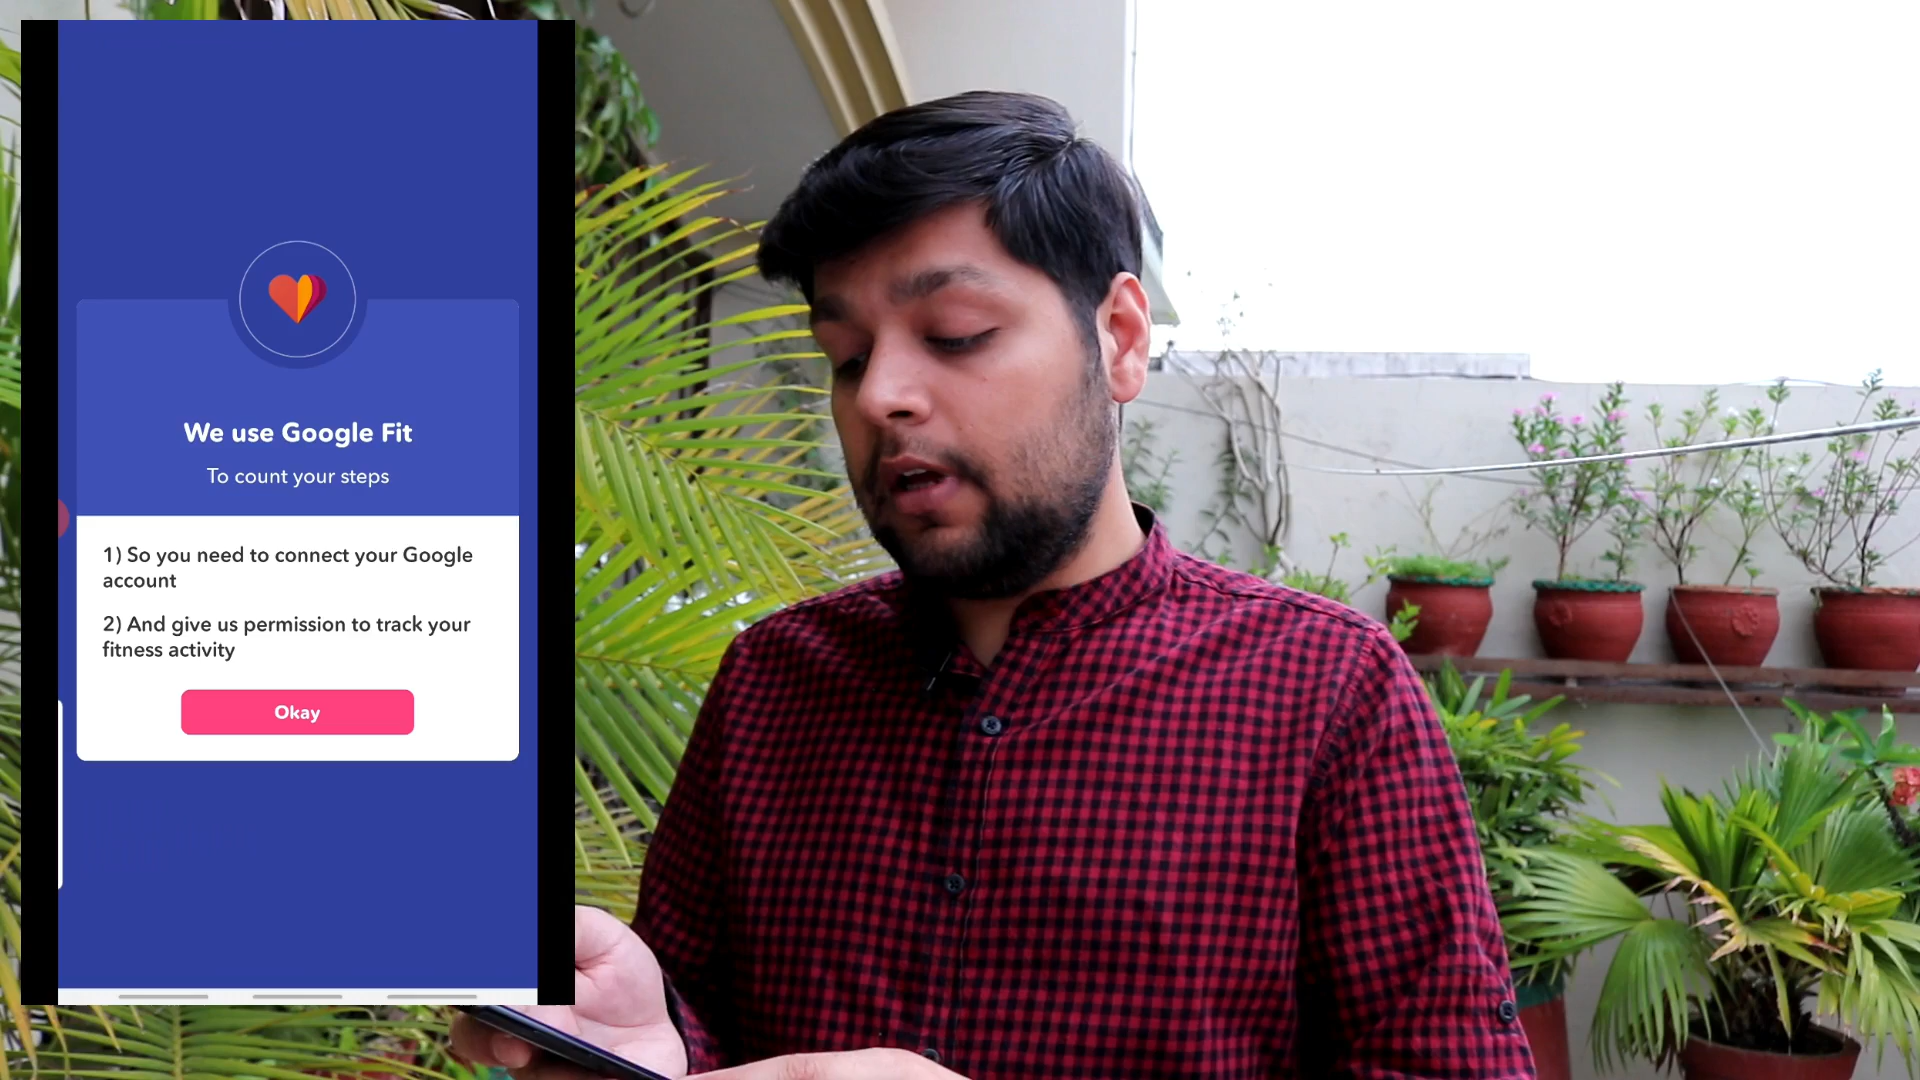 We use Google Fit
To count your steps
1) So you need to connect your Google
account
2) And give us permission to track your
fitness activity
Okay